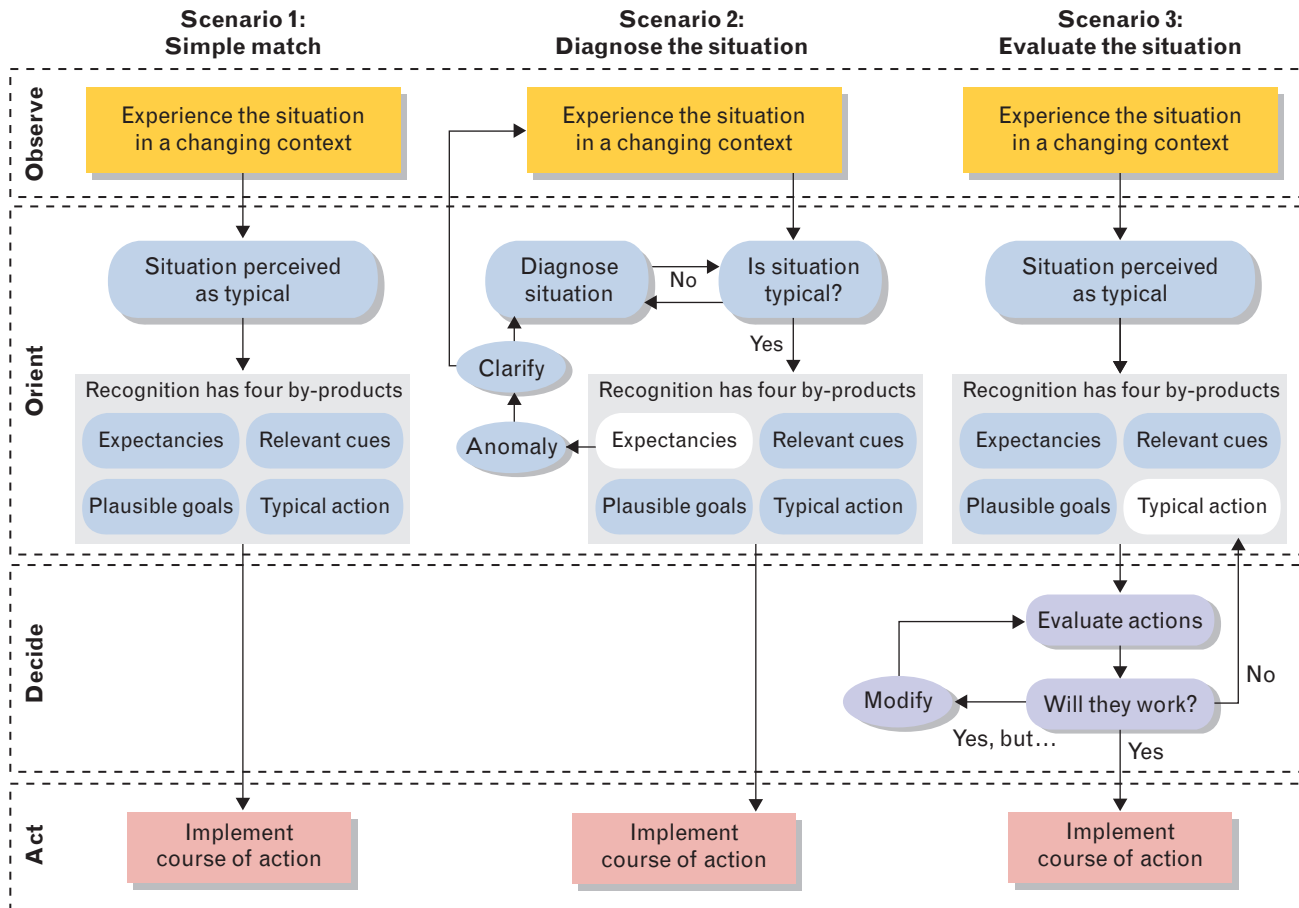 Scenario 1:
Simple match
Scenario 2:
Diagnose the situation
Scenario 3:
Evaluate the situation
Observe
Experience the situation
in a changing context
Experience the situation
in a changing context
Experience the situation
in a changing context
Orient
Situation perceived
as typical
Diagnose
situation
No
Is situation
typical?
Yes
Situation perceived
as typical
Clarify
Anomaly
Recognition has four by-products
Expectancies
Relevant cues
Plausible goals
Typical action
Recognition has four by-products
Expectancies
Relevant cues
Plausible goals
Typical action
Recognition has four by-products
Expectancies
Relevant cues
Plausible goals
Typical action
Decide
Evaluate actions
Modify
Will they work?
No
Yes, but...
Yes
Act
Implement
course of action
Implement
course of action
Implement
course of action